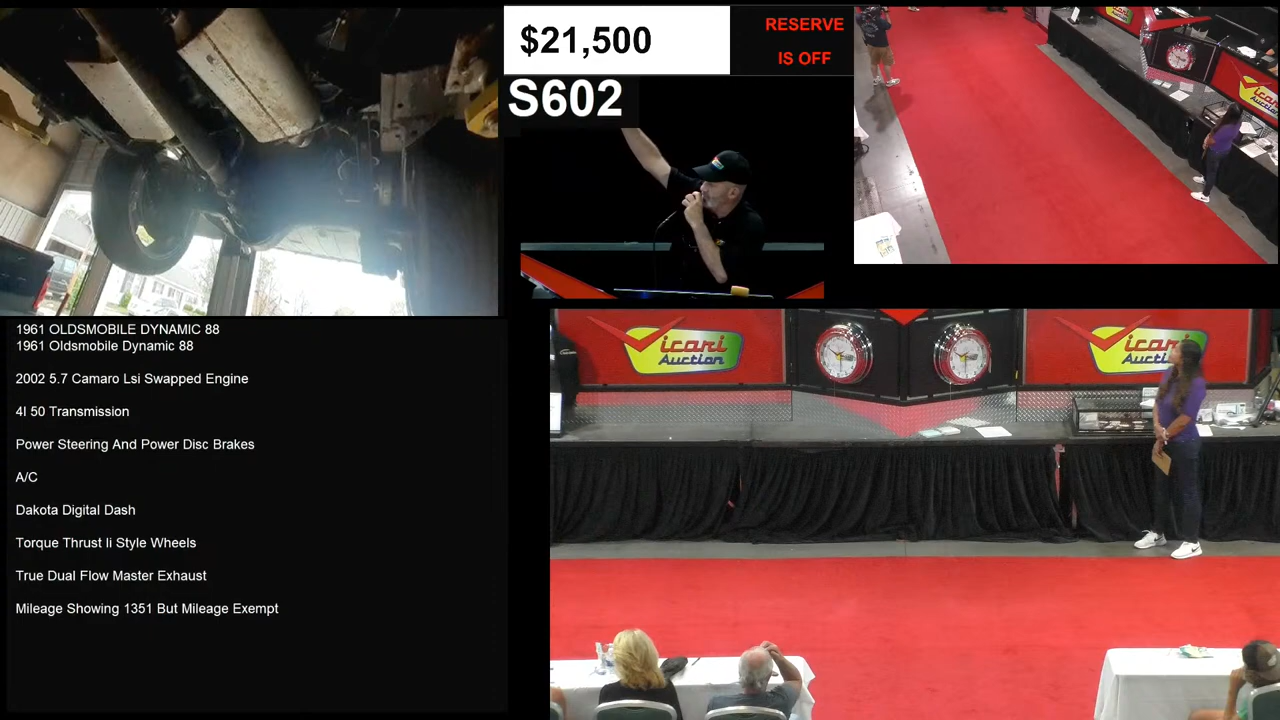 $21,500
RESERVE
IS OFF
S602
1961 OLDSMOBILE DYNAMIC 88
1961 Oldsmobile Dynamic 88
2002 5.7 Camaro Lsi Swapped Engine
4l 50 Transmission
Power Steering And Power Disc Brakes
A/C
Dakota Digital Dash
Torque Thrust Ii Style Wheels
True Dual Flow Master Exhaust
Mileage Showing 1351 But Mileage Exempt
Vicari
Auction
Vicari
Auction
Vicari
Auction